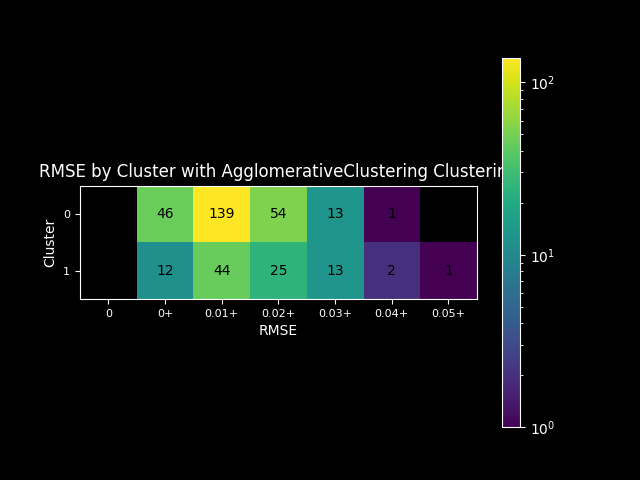 RMSE by Cluster with AgglomerativeClustering Clusterin
10²
0 46 139 54 13 1
Cluster
10¹
1 12 44 25 13 2 1
0 0+ 0.01+ 0.02+ 0.03+ 0.04+ 0.05+
RMSE
10⁰